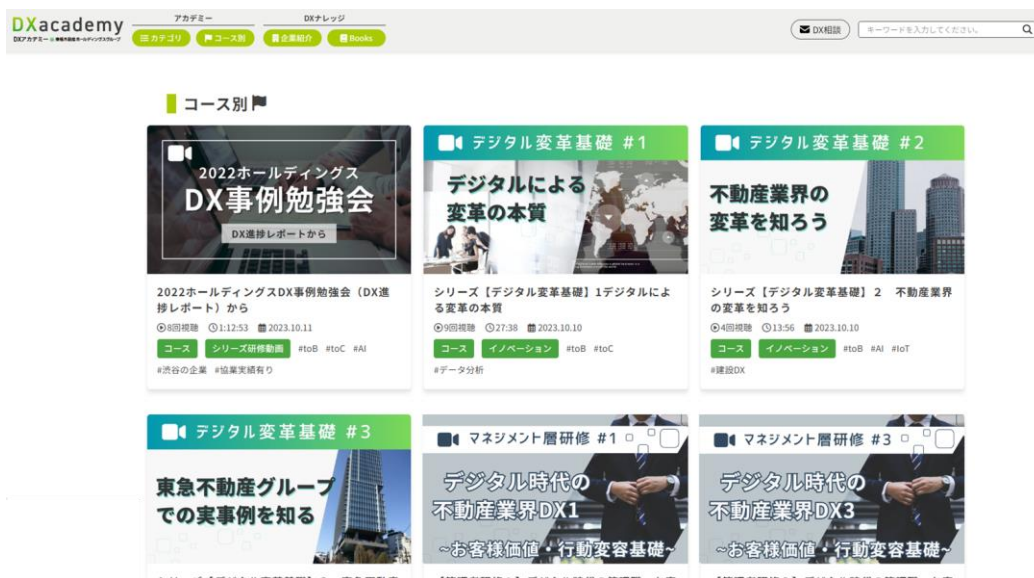 DXacademy
アカデミー
DXナレッジ
カテゴリ
コース別
企業紹介
Books
DX相談
キーワードを入力してください。
コース別
2022ホールディングス
DX事例勉強会
DX進捗レポートから
2022ホールディングスDX事例勉強会（DX進
捗レポート）から
8回視聴 1:12:53 2023.10.11
コース シリーズ研修動画 #toB #toC #AI
#渋谷の企業 #協業実績有り
デジタル変革基礎 #1
デジタルによる
変革の本質
シリーズ【デジタル変革基礎】1デジタルによ
る変革の本質
9回視聴 27:38 2023.10.10
コース イノベーション #toB #toC
#データ分析
デジタル変革基礎 #2
不動産業界の
変革を知ろう
シリーズ【デジタル変革基礎】２　不動産業界
の変革を知ろう
4回視聴 13:56 2023.10.10
コース イノベーション #toB #AI #IoT
#建設DX
デジタル変革基礎 #3
東急不動産グループ
での実事例を知る
マネジメント層研修 #1
デジタル時代の
不動産業界DX1
~お客様価値・行動変容基礎~
マネジメント層研修 #3
デジタル時代の
不動産業界DX3
~お客様価値・行動変容基礎~